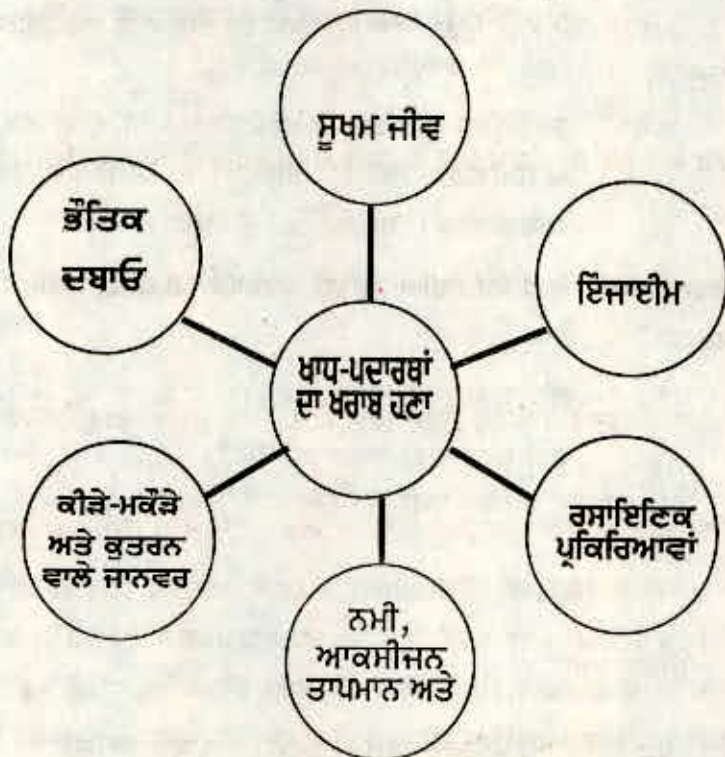 ਸੂਖਮ ਜੀਵ
ਭੌਤਿਕ
ਦਬਾਓ
ਇੰਜਾਈਮ
ਖਾਧ-ਪਦਾਰਥਾਂ
ਦਾ ਖਰਾਬ ਹਣਾ
ਕੀੜੇ-ਮਕੌੜੇ
ਅਤੇ ਕੁਤਰਨ
ਵਾਲੇ ਜਾਨਵਰ
ਰਸਾਇਣਿਕ
ਪ੍ਰਕਿਰਿਆਵਾਂ
ਨਮੀ,
ਆਕਸੀਜਨ
ਤਾਪਮਾਨ ਅਤੇ